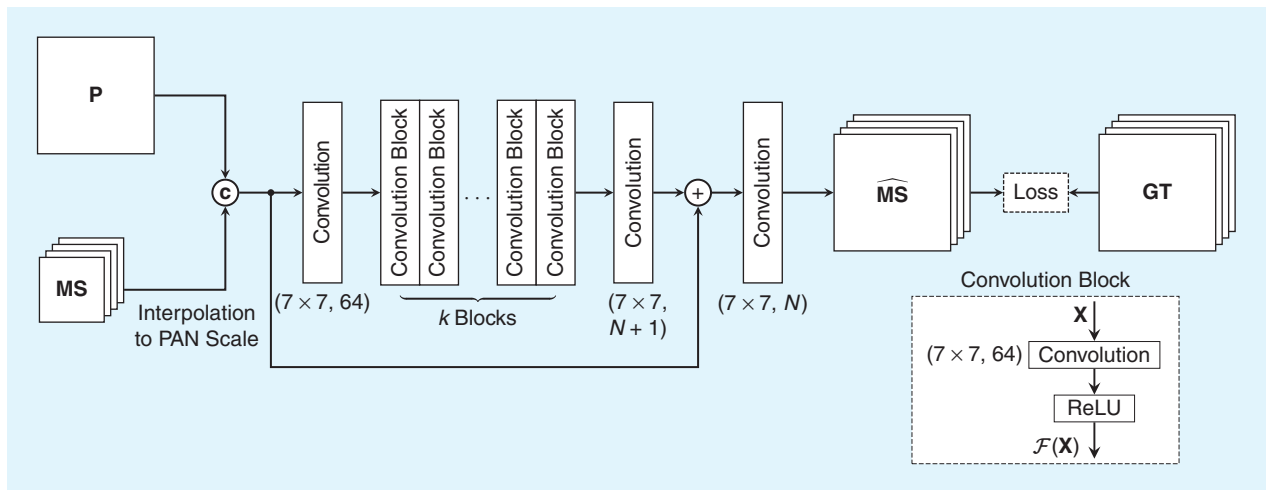 P
MS
Interpolation
to PAN Scale
c
Convolution
(7 × 7, 64)
Convolution Block
Convolution Block
. . .
Convolution Block
Convolution Block
k Blocks
Convolution
(7 × 7,
N + 1)
+
Convolution
(7 × 7, N)
M̂S
Loss
GT
Convolution Block
X
(7 × 7, 64)
Convolution
ReLU
ℱ(X)